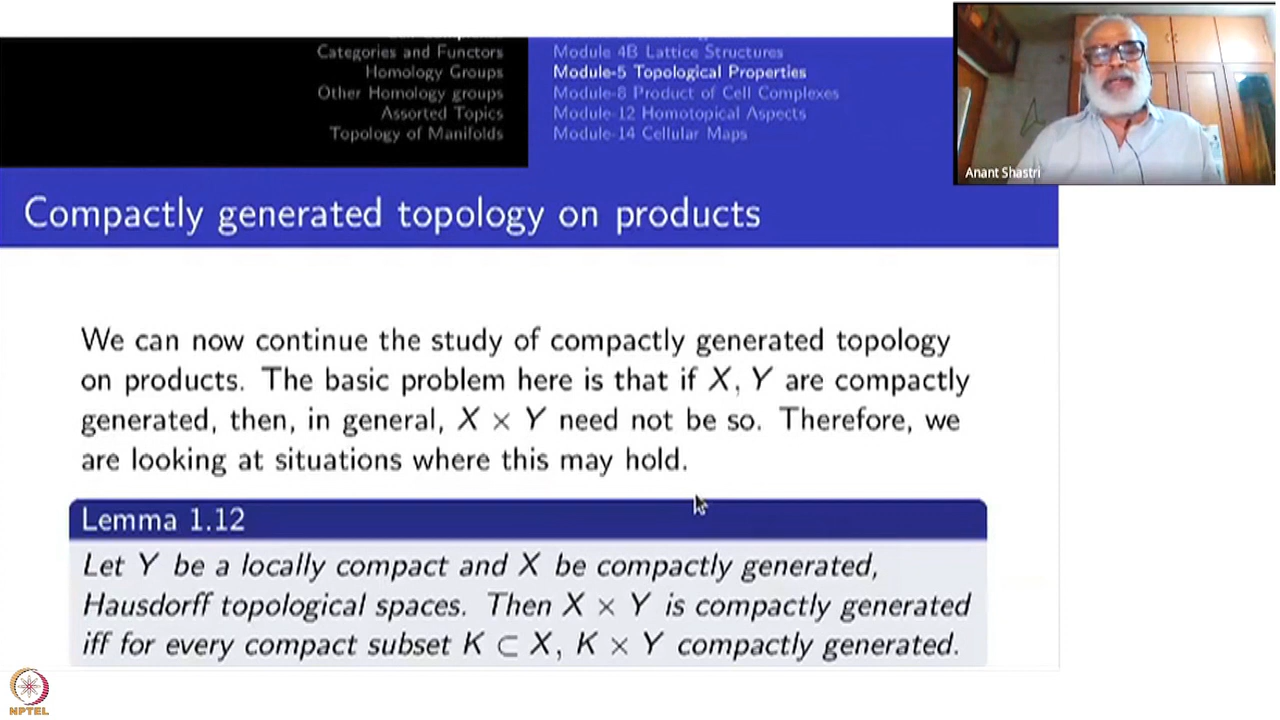 Categories and Functors
Homology Groups
Other Homology groups
Assorted Topics
Topology of Manifolds
Module 4B Lattice Structures
Module-5 Topological Properties
Module-8 Product of Cell Complexes
Module-12 Homotopical Aspects
Module-14 Cellular Maps
Anant Shastri
Compactly generated topology on products
We can now continue the study of compactly generated topology
on products. The basic problem here is that if X, Y are compactly
generated, then, in general, X × Y need not be so. Therefore, we
are looking at situations where this may hold.
Lemma 1.12
Let Y be a locally compact and X be compactly generated,
Hausdorff topological spaces. Then X × Y is compactly generated
iff for every compact subset K ⊂ X, K × Y compactly generated.
NPTEL